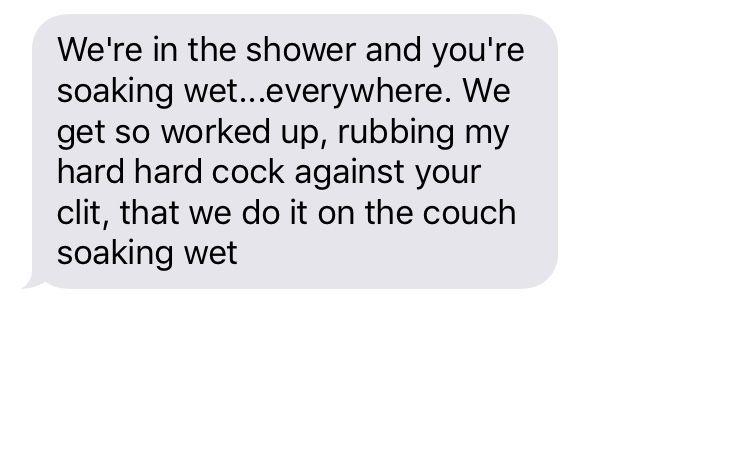 We're in the shower and you're
soaking wet...everywhere. We
get so worked up, rubbing my
hard hard cock against your
clit, that we do it on the couch
soaking wet